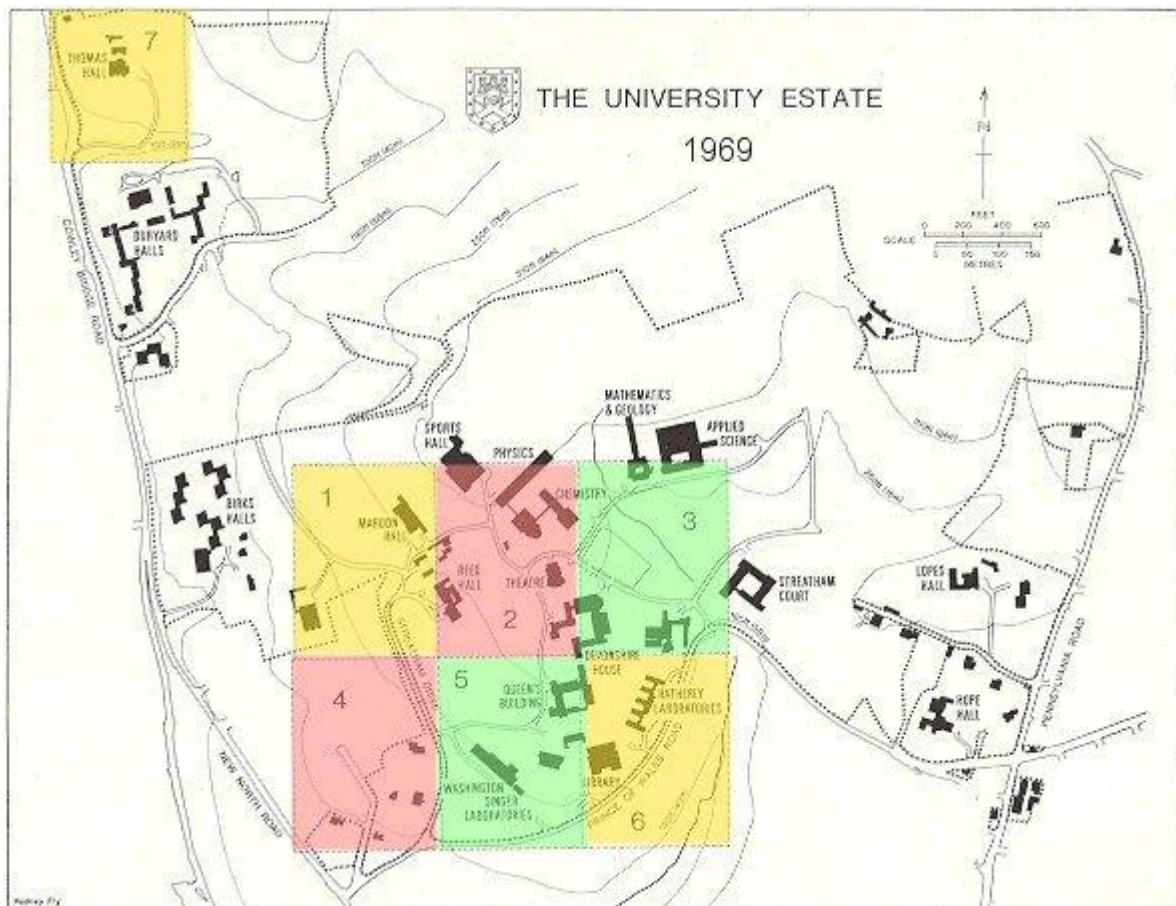 THOMAS
HALL
7
THE UNIVERSITY ESTATE
1969
FEET
0 200 400 600
SCALE
0 50 100 150
METRES
DURYARD
HALLS
COWLEY BRIDGE ROAD
MATHEMATICS
& GEOLOGY
SPORTS
HALL
APPLIED
SCIENCE
PHYSICS
1
CHEMISTRY
BIRKS
HALLS
MARDON
HALL
3
REED
HALL
THEATRE
STREATHAM
COURT
LOPES
HALL
2
DEVONSHIRE
HOUSE
PENNSYLVANIA ROAD
4
5
QUEEN'S
BUILDING
HATHERLY
LABORATORIES
HOPE
HALL
NEW NORTH ROAD
LIBRARY
WASHINGTON
SINGER
LABORATORIES
PRINCE OF WALES ROAD
6
Rodney Fry